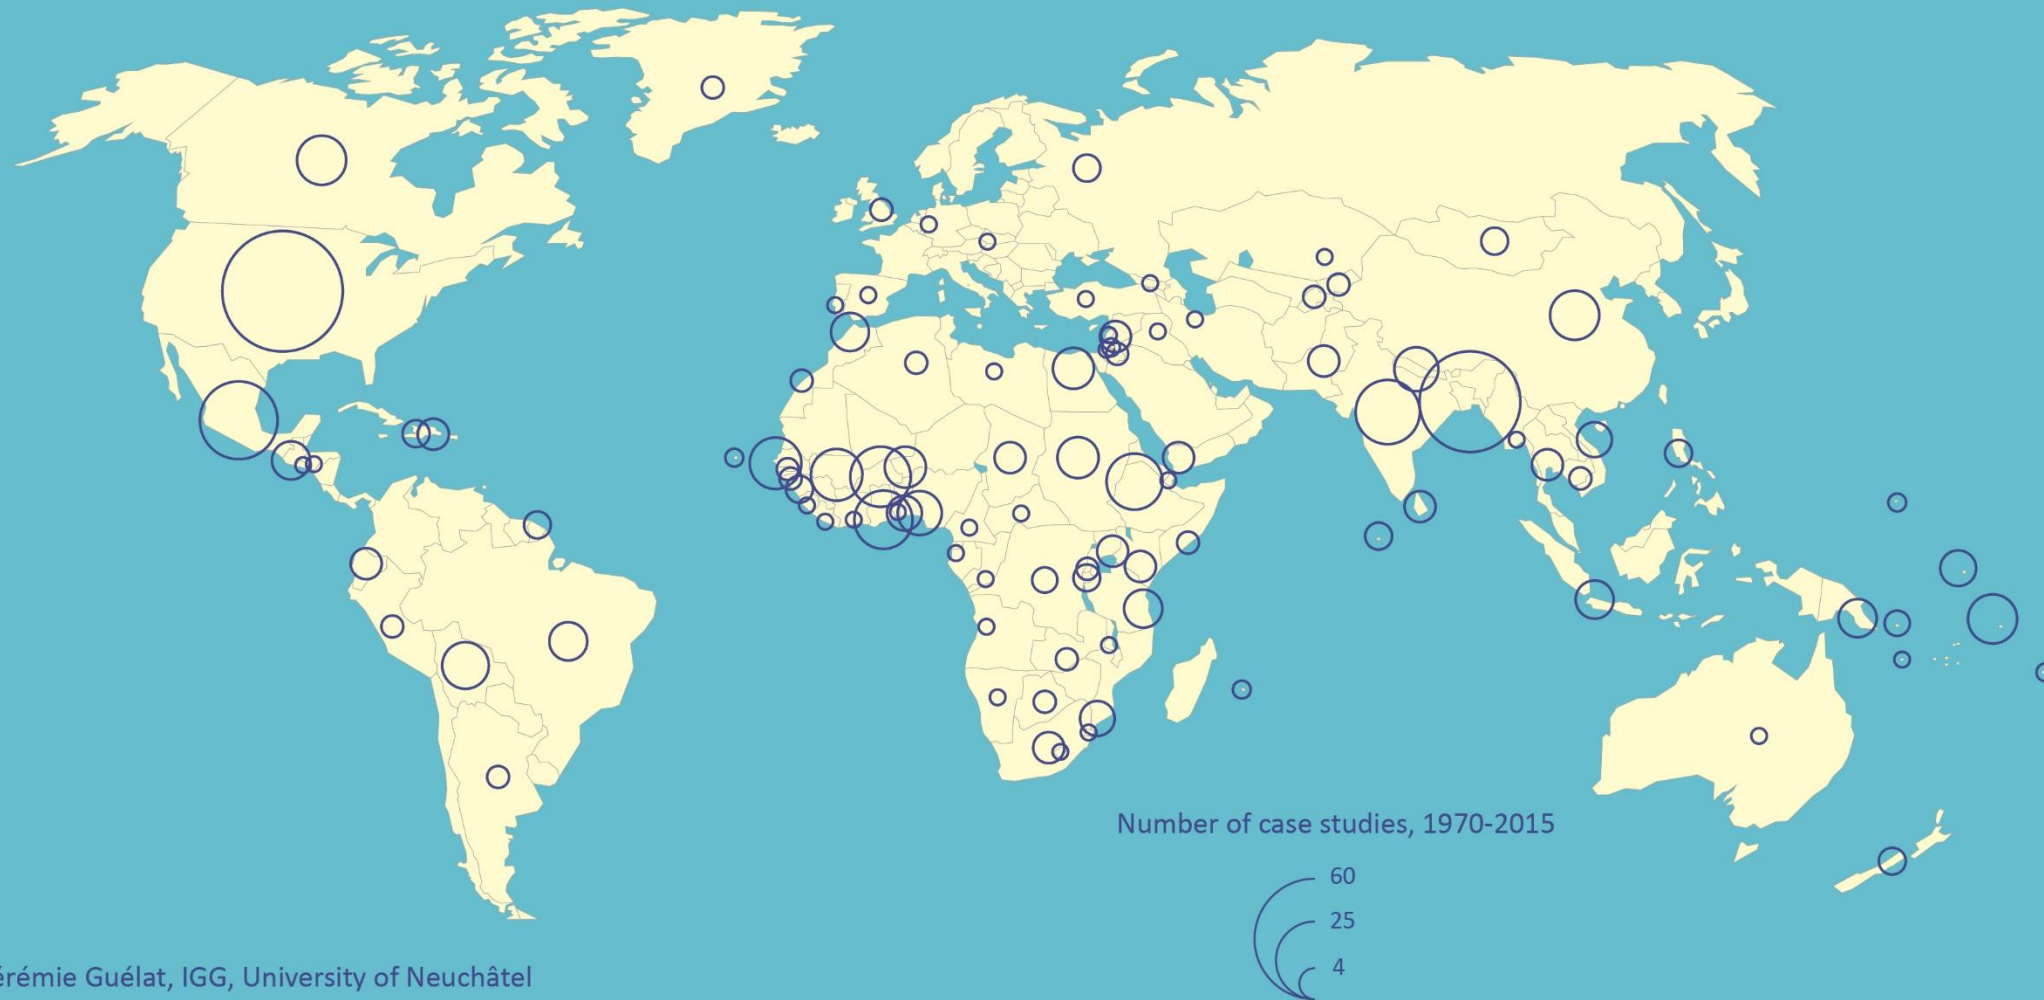 Number of case studies, 1970-2015
60
25
4
érémie Guélat, IGG, University of Neuchâtel